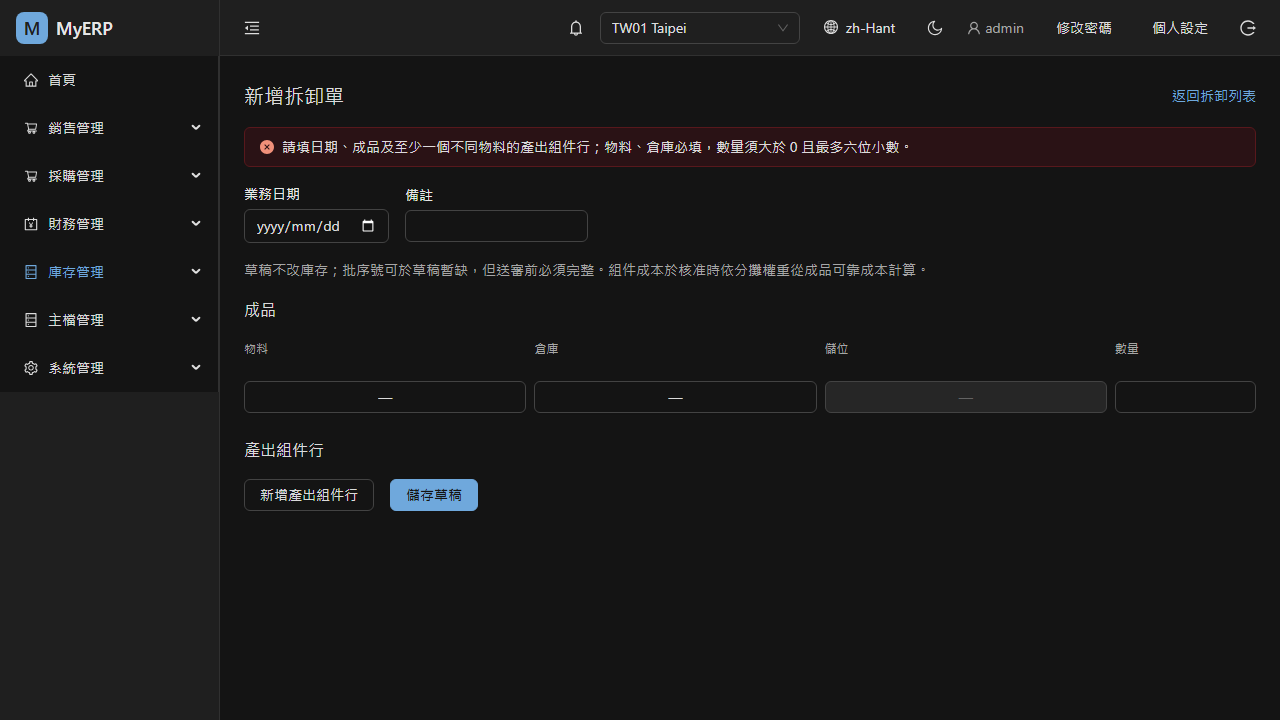 M MyERP
TW01 Taipei
zh-Hant
admin
修改密碼
個人設定
首頁
銷售管理
採購管理
財務管理
庫存管理
主檔管理
系統管理
新增拆卸單
返回拆卸列表
請填日期、成品及至少一個不同物料的產出組件行；物料、倉庫必填，數量須大於 0 且最多六位小數。
業務日期
備註
yyyy/mm/dd
草稿不改庫存；批序號可於草稿暫缺，但送審前必須完整。組件成本於核准時依分攤權重從成品可靠成本計算。
成品
物料
倉庫
儲位
數量
—
—
—
產出組件行
新增產出組件行
儲存草稿